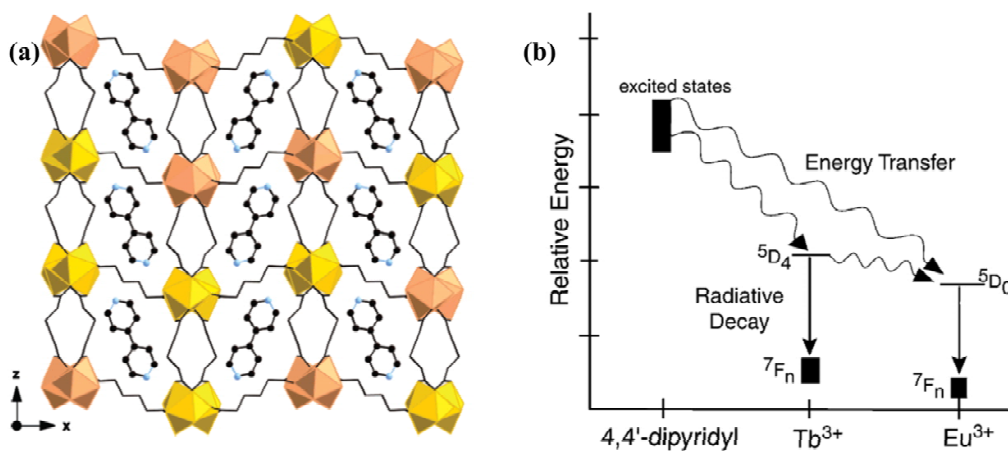 (a)
z
x
(b)
Relative Energy
excited states
Energy Transfer
⁵D₄
⁵D₀
Radiative
Decay
⁷Fₙ
⁷Fₙ
4,4'-dipyridyl
Tb³⁺
Eu³⁺